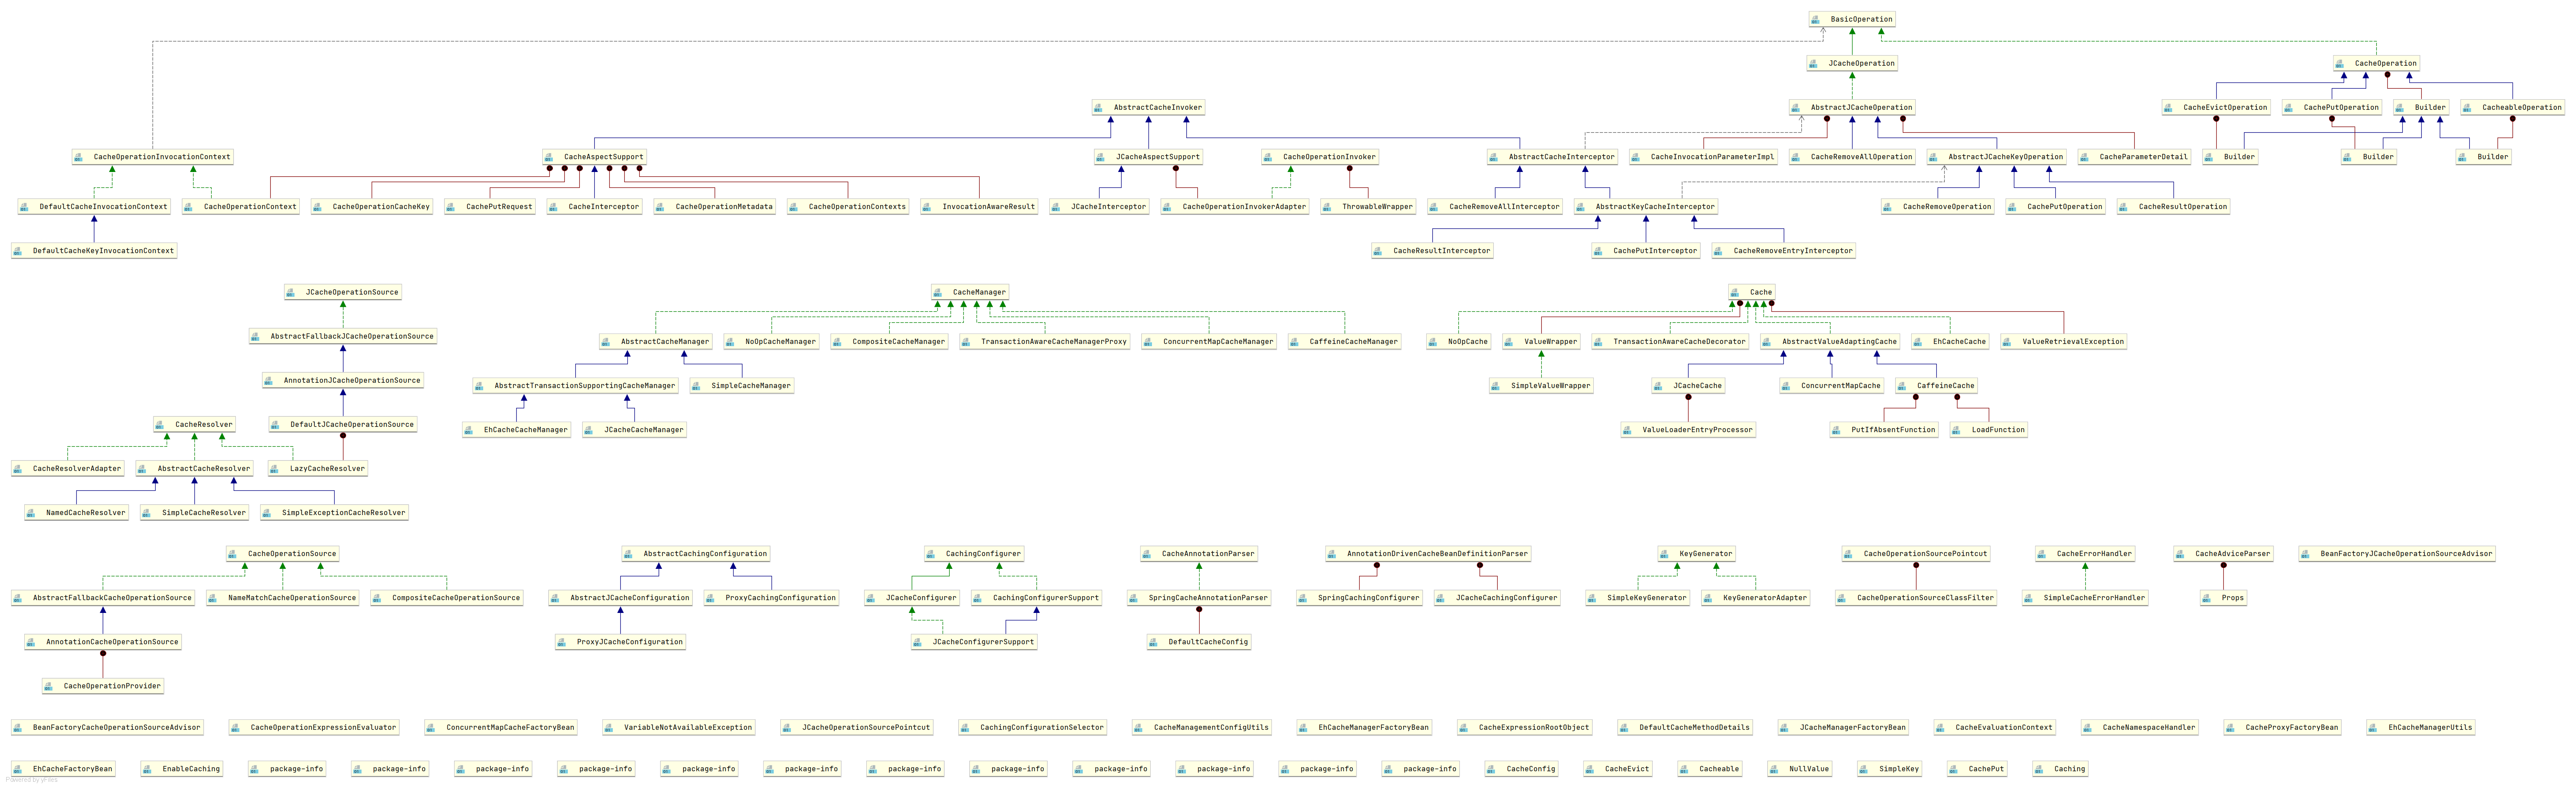 BasicOperation
JCacheOperation
CacheOperation
AbstractCacheInvoker
AbstractJCacheOperation
CacheEvictOperation
CachePutOperation
Builder
CacheableOperation
CacheOperationInvocationContext
CacheAspectSupport
JCacheAspectSupport
CacheOperationInvoker
AbstractCacheInterceptor
CacheInvocationParameterImpl
CacheRemoveAllOperation
AbstractJCacheKeyOperation
CacheParameterDetail
Builder
Builder
Builder
DefaultCacheInvocationContext
CacheOperationContext
CacheOperationCacheKey
CachePutRequest
CacheInterceptor
CacheOperationMetadata
CacheOperationContexts
InvocationAwareResult
JCacheInterceptor
CacheOperationInvokerAdapter
ThrowableWrapper
CacheRemoveAllInterceptor
AbstractKeyCacheInterceptor
CacheRemoveOperation
CachePutOperation
CacheResultOperation
DefaultCacheKeyInvocationContext
CacheResultInterceptor
CachePutInterceptor
CacheRemoveEntryInterceptor
JCacheOperationSource
CacheManager
Cache
AbstractFallbackJCacheOperationSource
AbstractCacheManager
NoOpCacheManager
CompositeCacheManager
TransactionAwareCacheManagerProxy
ConcurrentMapCacheManager
CaffeineCacheManager
NoOpCache
ValueWrapper
TransactionAwareCacheDecorator
AbstractValueAdaptingCache
EhCacheCache
ValueRetrievalException
AnnotationJCacheOperationSource
AbstractTransactionSupportingCacheManager
SimpleCacheManager
SimpleValueWrapper
JCacheCache
ConcurrentMapCache
CaffeineCache
CacheResolver
DefaultJCacheOperationSource
EhCacheCacheManager
JCacheCacheManager
ValueLoaderEntryProcessor
PutIfAbsentFunction
LoadFunction
CacheResolverAdapter
AbstractCacheResolver
LazyCacheResolver
NamedCacheResolver
SimpleCacheResolver
SimpleExceptionCacheResolver
CacheOperationSource
AbstractCachingConfiguration
CachingConfigurer
CacheAnnotationParser
AnnotationDrivenCacheBeanDefinitionParser
KeyGenerator
CacheOperationSourcePointcut
CacheErrorHandler
CacheAdviceParser
BeanFactoryJCacheOperationSourceAdvisor
AbstractFallbackCacheOperationSource
NameMatchCacheOperationSource
CompositeCacheOperationSource
AbstractJCacheConfiguration
ProxyCachingConfiguration
JCacheConfigurer
CachingConfigurerSupport
SpringCacheAnnotationParser
SpringCachingConfigurer
JCacheCachingConfigurer
SimpleKeyGenerator
KeyGeneratorAdapter
CacheOperationSourceClassFilter
SimpleCacheErrorHandler
Props
AnnotationCacheOperationSource
ProxyJCacheConfiguration
JCacheConfigurerSupport
DefaultCacheConfig
CacheOperationProvider
BeanFactoryCacheOperationSourceAdvisor
CacheOperationExpressionEvaluator
ConcurrentMapCacheFactoryBean
VariableNotAvailableException
JCacheOperationSourcePointcut
CachingConfigurationSelector
CacheManagementConfigUtils
EhCacheManagerFactoryBean
CacheExpressionRootObject
DefaultCacheMethodDetails
JCacheManagerFactoryBean
CacheEvaluationContext
CacheNamespaceHandler
CacheProxyFactoryBean
EhCacheManagerUtils
EhCacheFactoryBean
EnableCaching
package-info
package-info
package-info
package-info
package-info
package-info
package-info
package-info
package-info
package-info
package-info
package-info
CacheConfig
CacheEvict
Cacheable
NullValue
SimpleKey
CachePut
Caching
Powered by yFiles